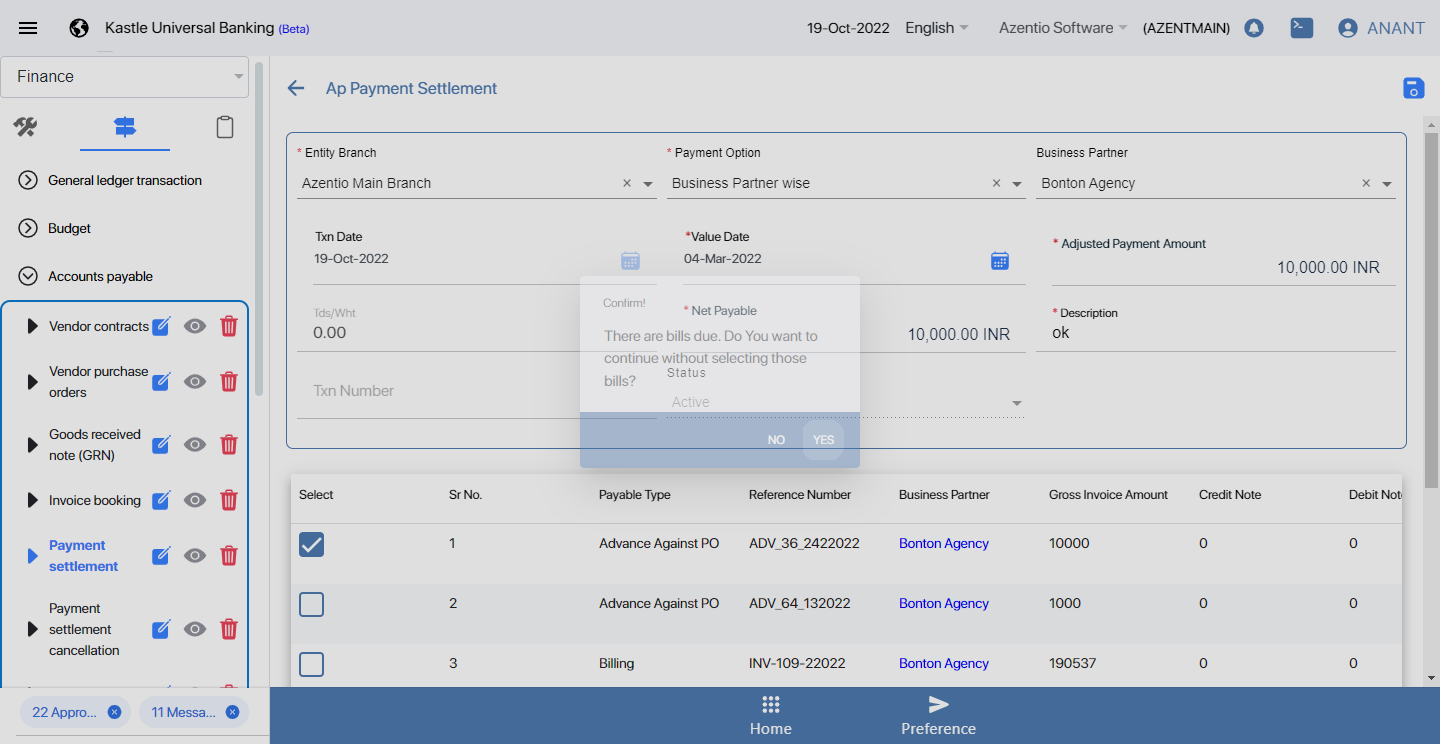 Kastle Universal Banking (Beta)
19-Oct-2022 English Azentio Software (AZENTMAIN) ANANT
Finance
General ledger transaction
Budget
Accounts payable
Vendor contracts
Vendor purchase
orders
Goods received
note (GRN)
Invoice booking
Payment
settlement
Payment
settlement
cancellation
22 Appro... 11 Messa...
Ap Payment Settlement
* Entity Branch * Payment Option Business Partner
Azentio Main Branch × Business Partner wise × Bonton Agency ×
Txn Date *Value Date * Adjusted Payment Amount
19-Oct-2022 04-Mar-2022 10,000.00 INR
Tds/Wht * Net Payable * Description
0.00 10,000.00 INR ok
Txn Number Status
Active
Confirm!
There are bills due. Do You want to
continue without selecting those
bills?
NO YES
Select Sr No. Payable Type Reference Number Business Partner Gross Invoice Amount Credit Note Debit Not
1 Advance Against PO ADV_36_2422022 Bonton Agency 10000 0 0
2 Advance Against PO ADV_64_132022 Bonton Agency 1000 0 0
3 Billing INV-109-22022 Bonton Agency 190537 0 0
Home Preference